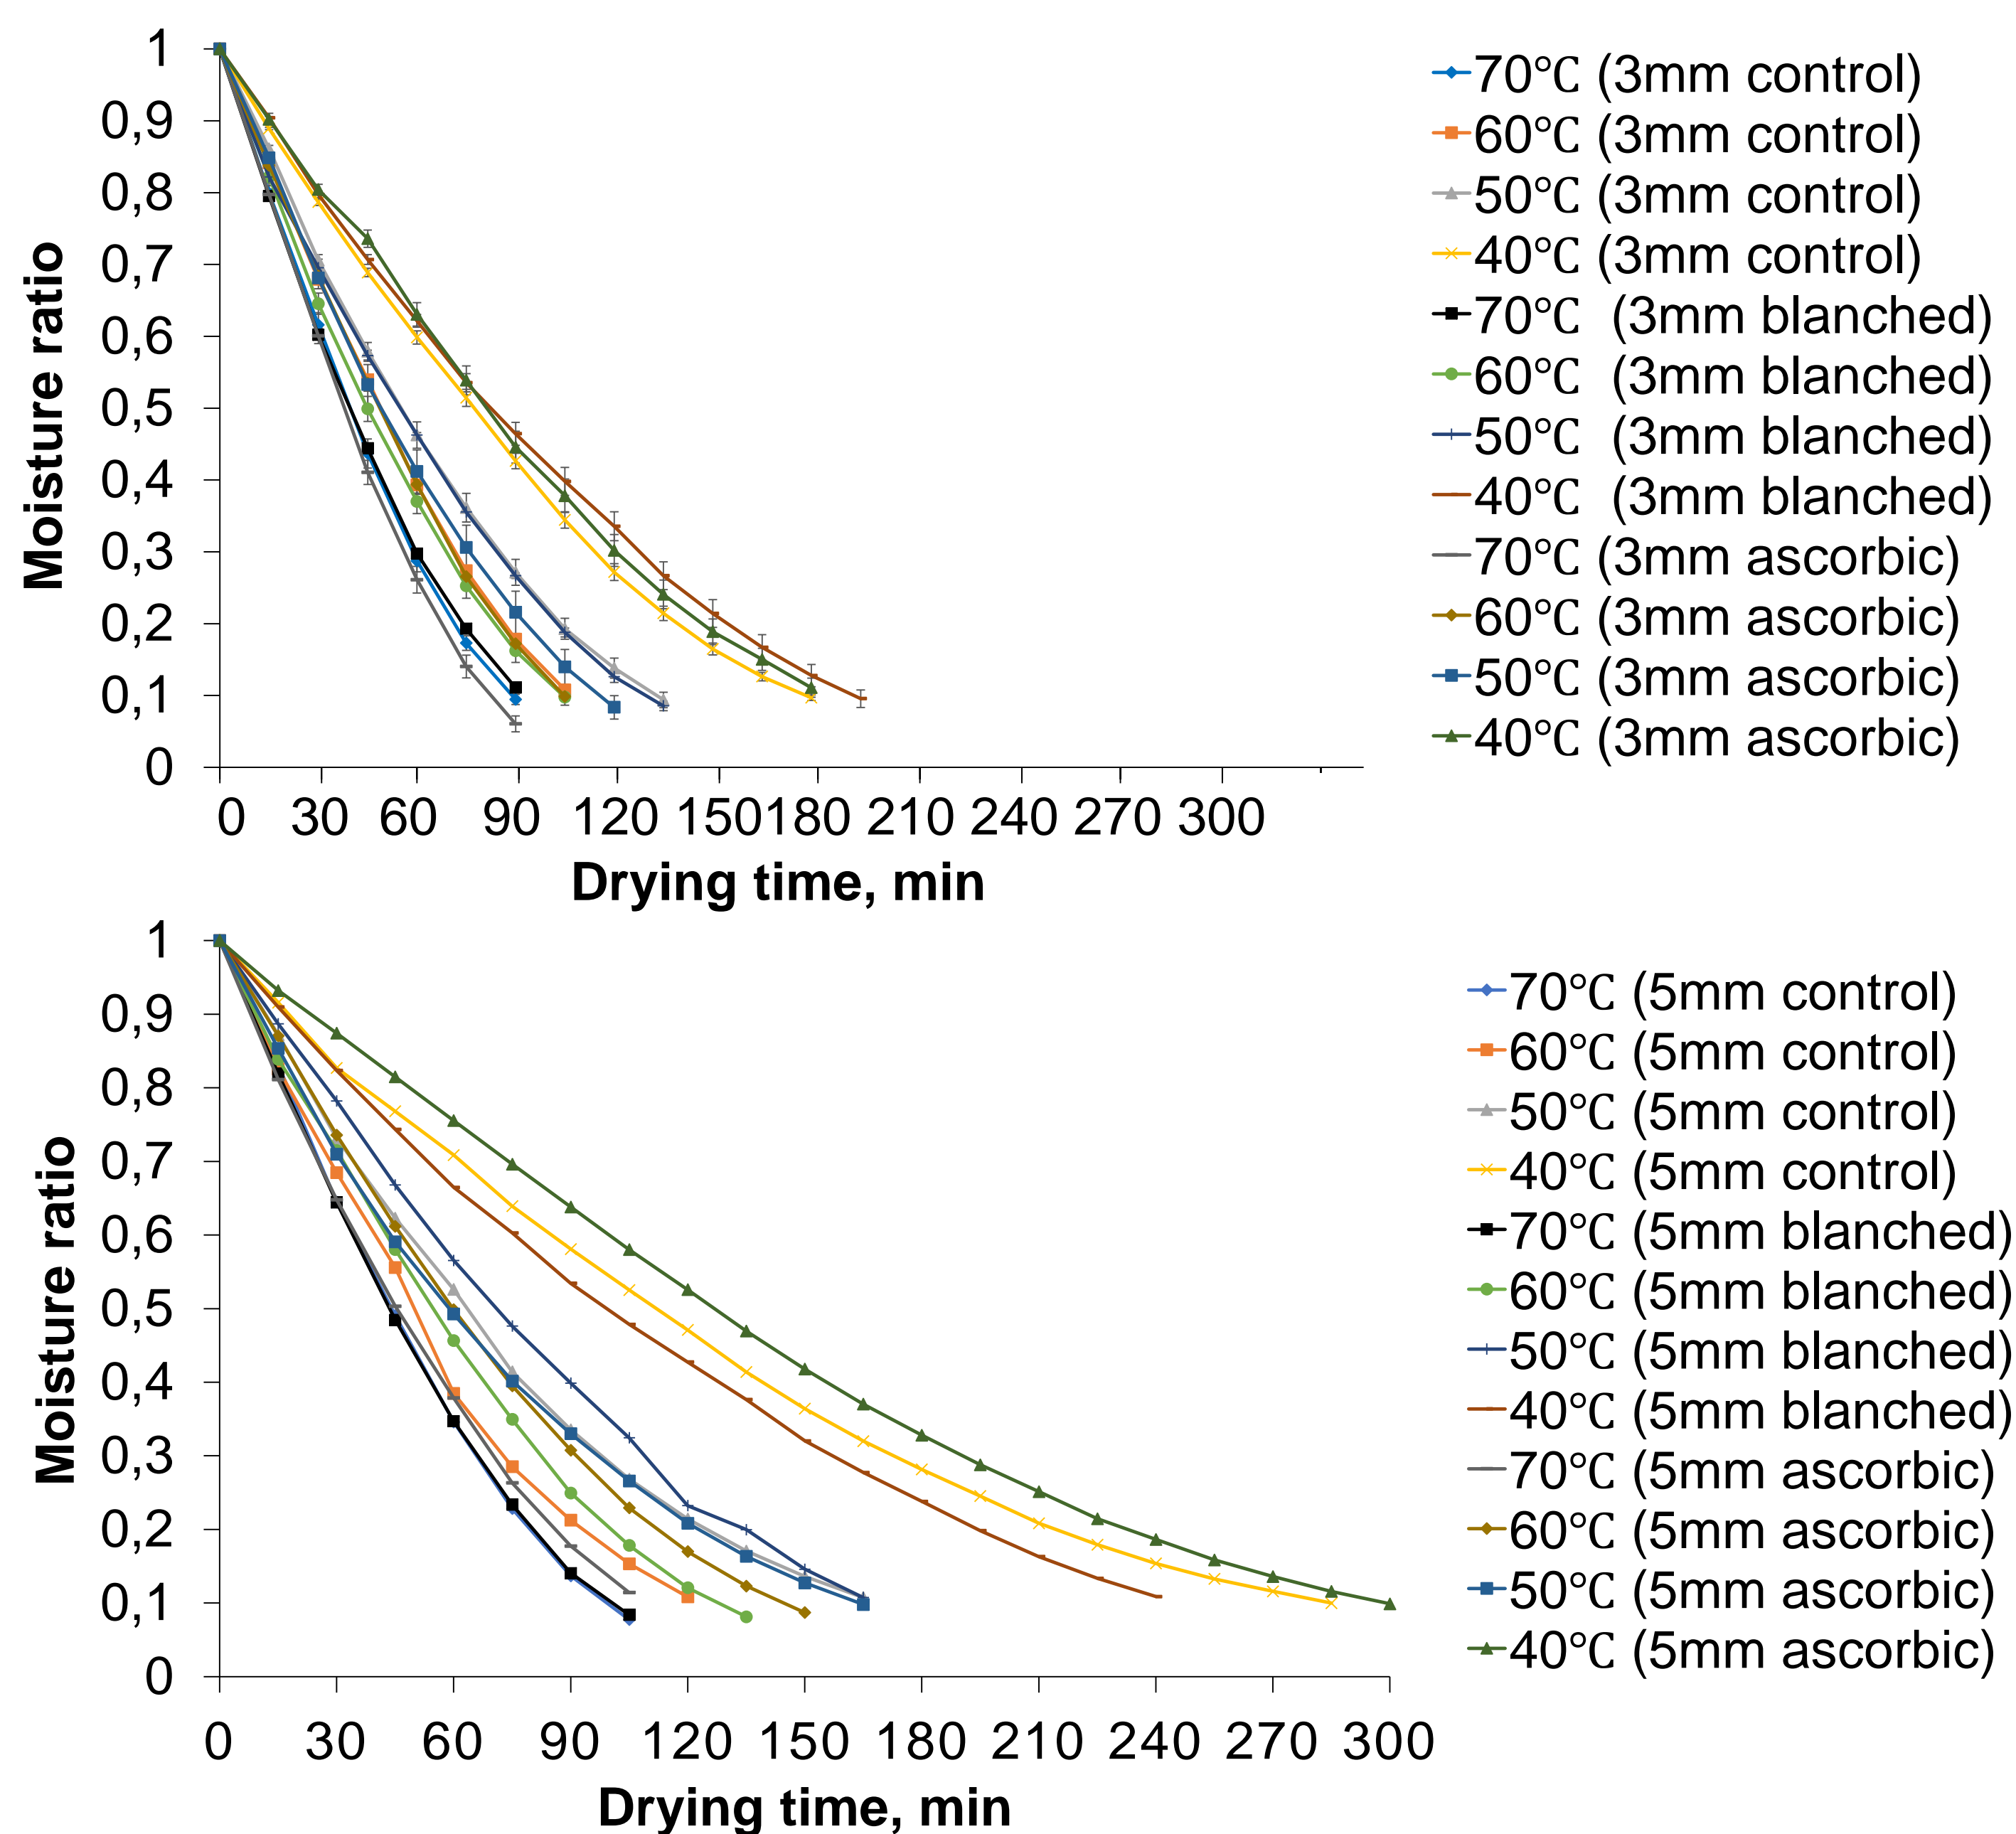 1
0,9
0,8
0,7
0,6
0,5
0,4
0,3
0,2
0,1
0
Moisture ratio
0 30 60 90 120 150 180 210 240 270 300
Drying time, min
70℃ (3mm control)
60℃ (3mm control)
50℃ (3mm control)
40℃ (3mm control)
70℃ (3mm blanched)
60℃ (3mm blanched)
50℃ (3mm blanched)
40℃ (3mm blanched)
70℃ (3mm ascorbic)
60℃ (3mm ascorbic)
50℃ (3mm ascorbic)
40℃ (3mm ascorbic)
1
0,9
0,8
0,7
0,6
0,5
0,4
0,3
0,2
0,1
0
Moisture ratio
0 30 60 90 120 150 180 210 240 270 300
Drying time, min
70℃ (5mm control)
60℃ (5mm control)
50℃ (5mm control)
40℃ (5mm control)
70℃ (5mm blanched)
60℃ (5mm blanched)
50℃ (5mm blanched)
40℃ (5mm blanched)
70℃ (5mm ascorbic)
60℃ (5mm ascorbic)
50℃ (5mm ascorbic)
40℃ (5mm ascorbic)